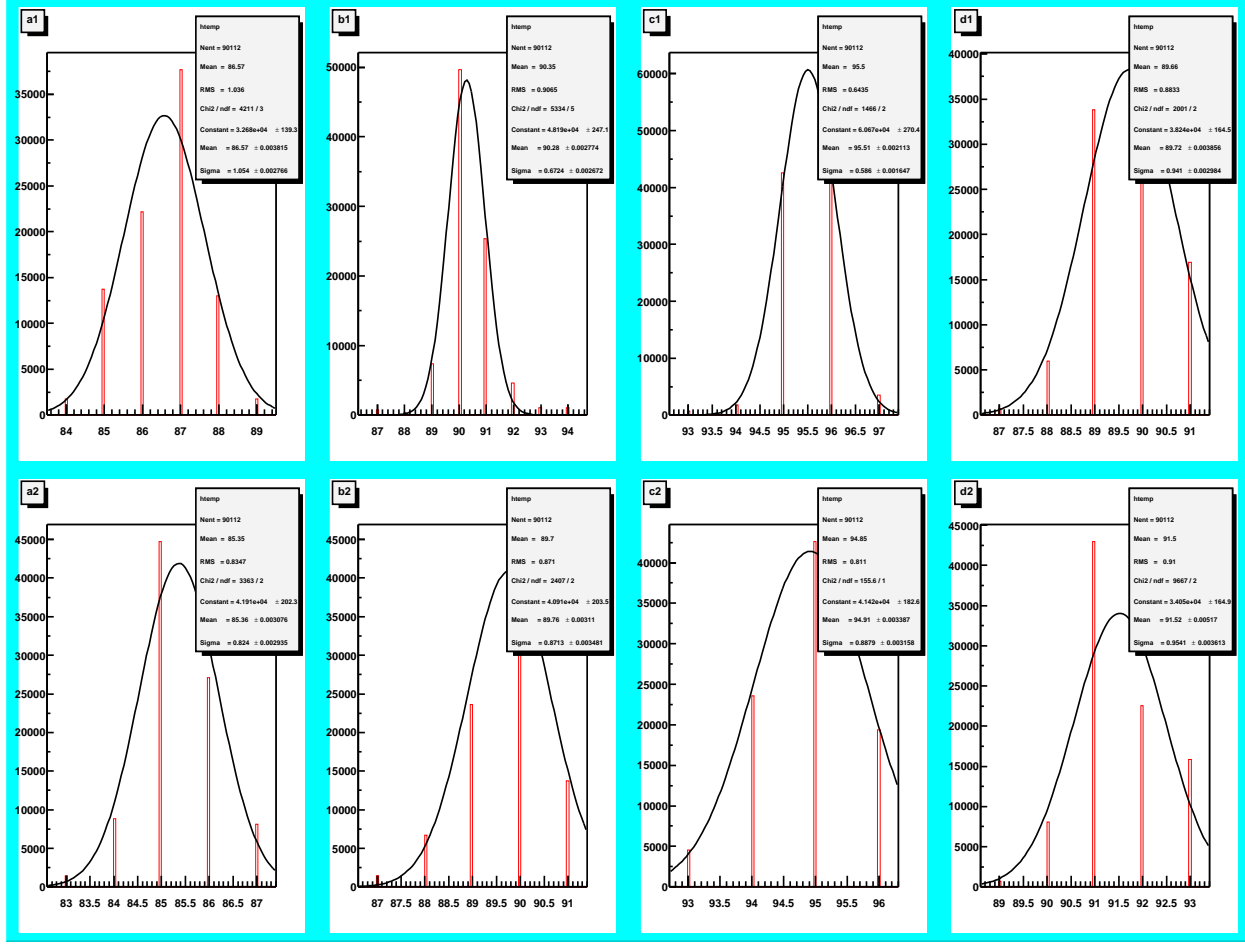 a1
htemp
Nent = 90112
Mean = 86.57
RMS = 1.036
Chi2 / ndf = 4211 / 3
Constant = 3.268e+04 ± 139.3
Mean = 86.57 ± 0.003815
Sigma = 1.054 ± 0.002766
35000
30000
25000
20000
15000
10000
5000
0
84 85 86 87 88 89
b1
htemp
Nent = 90112
Mean = 90.35
RMS = 0.9065
Chi2 / ndf = 5334 / 5
Constant = 4.819e+04 ± 247.1
Mean = 90.28 ± 0.002774
Sigma = 0.6724 ± 0.002672
50000
40000
30000
20000
10000
0
87 88 89 90 91 92 93 94
c1
htemp
Nent = 90112
Mean = 95.5
RMS = 0.6435
Chi2 / ndf = 1466 / 2
Constant = 6.067e+04 ± 270.4
Mean = 95.51 ± 0.002113
Sigma = 0.586 ± 0.001647
60000
50000
40000
30000
20000
10000
0
93 93.5 94 94.5 95 95.5 96 96.5 97
d1
htemp
Nent = 90112
Mean = 89.66
RMS = 0.8833
Chi2 / ndf = 2001 / 2
Constant = 3.824e+04 ± 164.5
Mean = 89.72 ± 0.003856
Sigma = 0.941 ± 0.002984
40000
35000
30000
25000
20000
15000
10000
5000
0
87 87.5 88 88.5 89 89.5 90 90.5 91
a2
htemp
Nent = 90112
Mean = 85.35
RMS = 0.8347
Chi2 / ndf = 3363 / 2
Constant = 4.191e+04 ± 202.3
Mean = 85.36 ± 0.003076
Sigma = 0.824 ± 0.002935
45000
40000
35000
30000
25000
20000
15000
10000
5000
0
83 83.5 84 84.5 85 85.5 86 86.5 87
b2
htemp
Nent = 90112
Mean = 89.7
RMS = 0.871
Chi2 / ndf = 2407 / 2
Constant = 4.091e+04 ± 203.5
Mean = 89.76 ± 0.00311
Sigma = 0.8713 ± 0.003481
45000
40000
35000
30000
25000
20000
15000
10000
5000
0
87 87.5 88 88.5 89 89.5 90 90.5 91
c2
htemp
Nent = 90112
Mean = 94.85
RMS = 0.811
Chi2 / ndf = 155.6 / 1
Constant = 4.142e+04 ± 182.6
Mean = 94.91 ± 0.003387
Sigma = 0.8879 ± 0.003158
40000
35000
30000
25000
20000
15000
10000
5000
0
93 93.5 94 94.5 95 95.5 96
d2
htemp
Nent = 90112
Mean = 91.5
RMS = 0.91
Chi2 / ndf = 9667 / 2
Constant = 3.405e+04 ± 164.9
Mean = 91.52 ± 0.00517
Sigma = 0.9541 ± 0.003613
45000
40000
35000
30000
25000
20000
15000
10000
5000
0
89 89.5 90 90.5 91 91.5 92 92.5 93